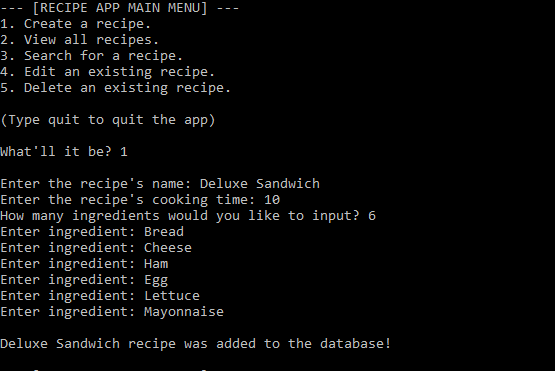 --- [RECIPE APP MAIN MENU] ---
1. Create a recipe.
2. View all recipes.
3. Search for a recipe.
4. Edit an existing recipe.
5. Delete an existing recipe.
(Type quit to quit the app)
What'll it be? 1
Enter the recipe's name: Deluxe Sandwich
Enter the recipe's cooking time: 10
How many ingredients would you like to input? 6
Enter ingredient: Bread
Enter ingredient: Cheese
Enter ingredient: Ham
Enter ingredient: Egg
Enter ingredient: Lettuce
Enter ingredient: Mayonnaise
Deluxe Sandwich recipe was added to the database!